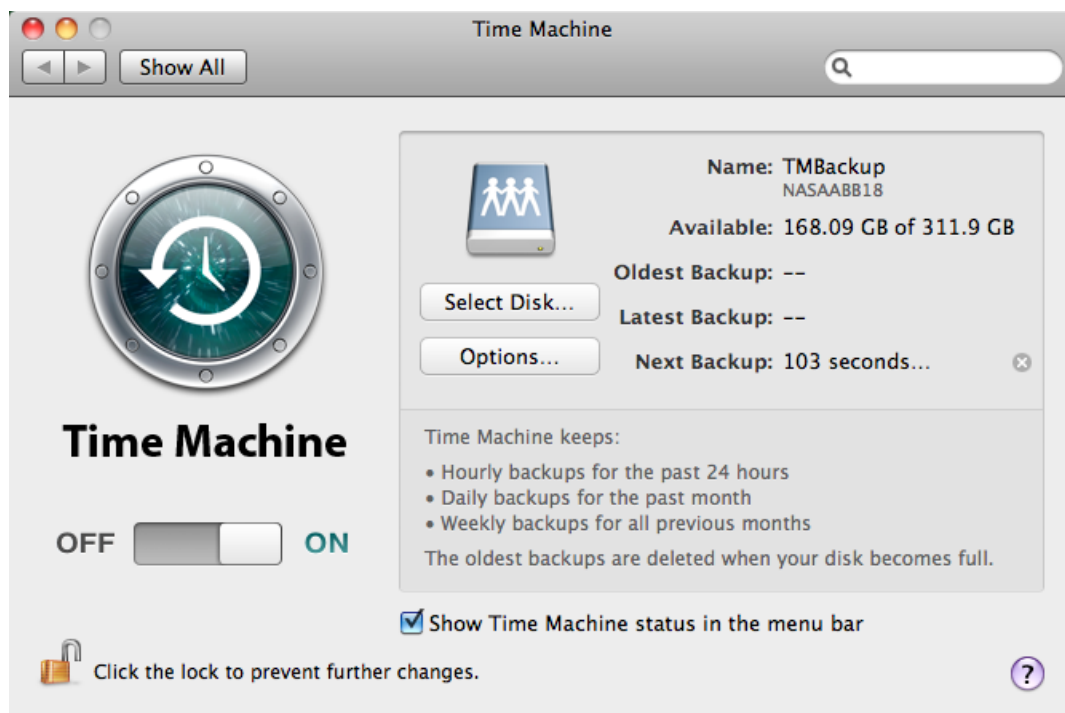 Time Machine
Show All
Name: TMBackup
NASAABB18
Available: 168.09 GB of 311.9 GB
Oldest Backup: --
Select Disk...
Latest Backup: --
Options...
Next Backup: 103 seconds...
Time Machine
Time Machine keeps:
• Hourly backups for the past 24 hours
• Daily backups for the past month
• Weekly backups for all previous months
The oldest backups are deleted when your disk becomes full.
OFF ON
Show Time Machine status in the menu bar
Click the lock to prevent further changes.
?